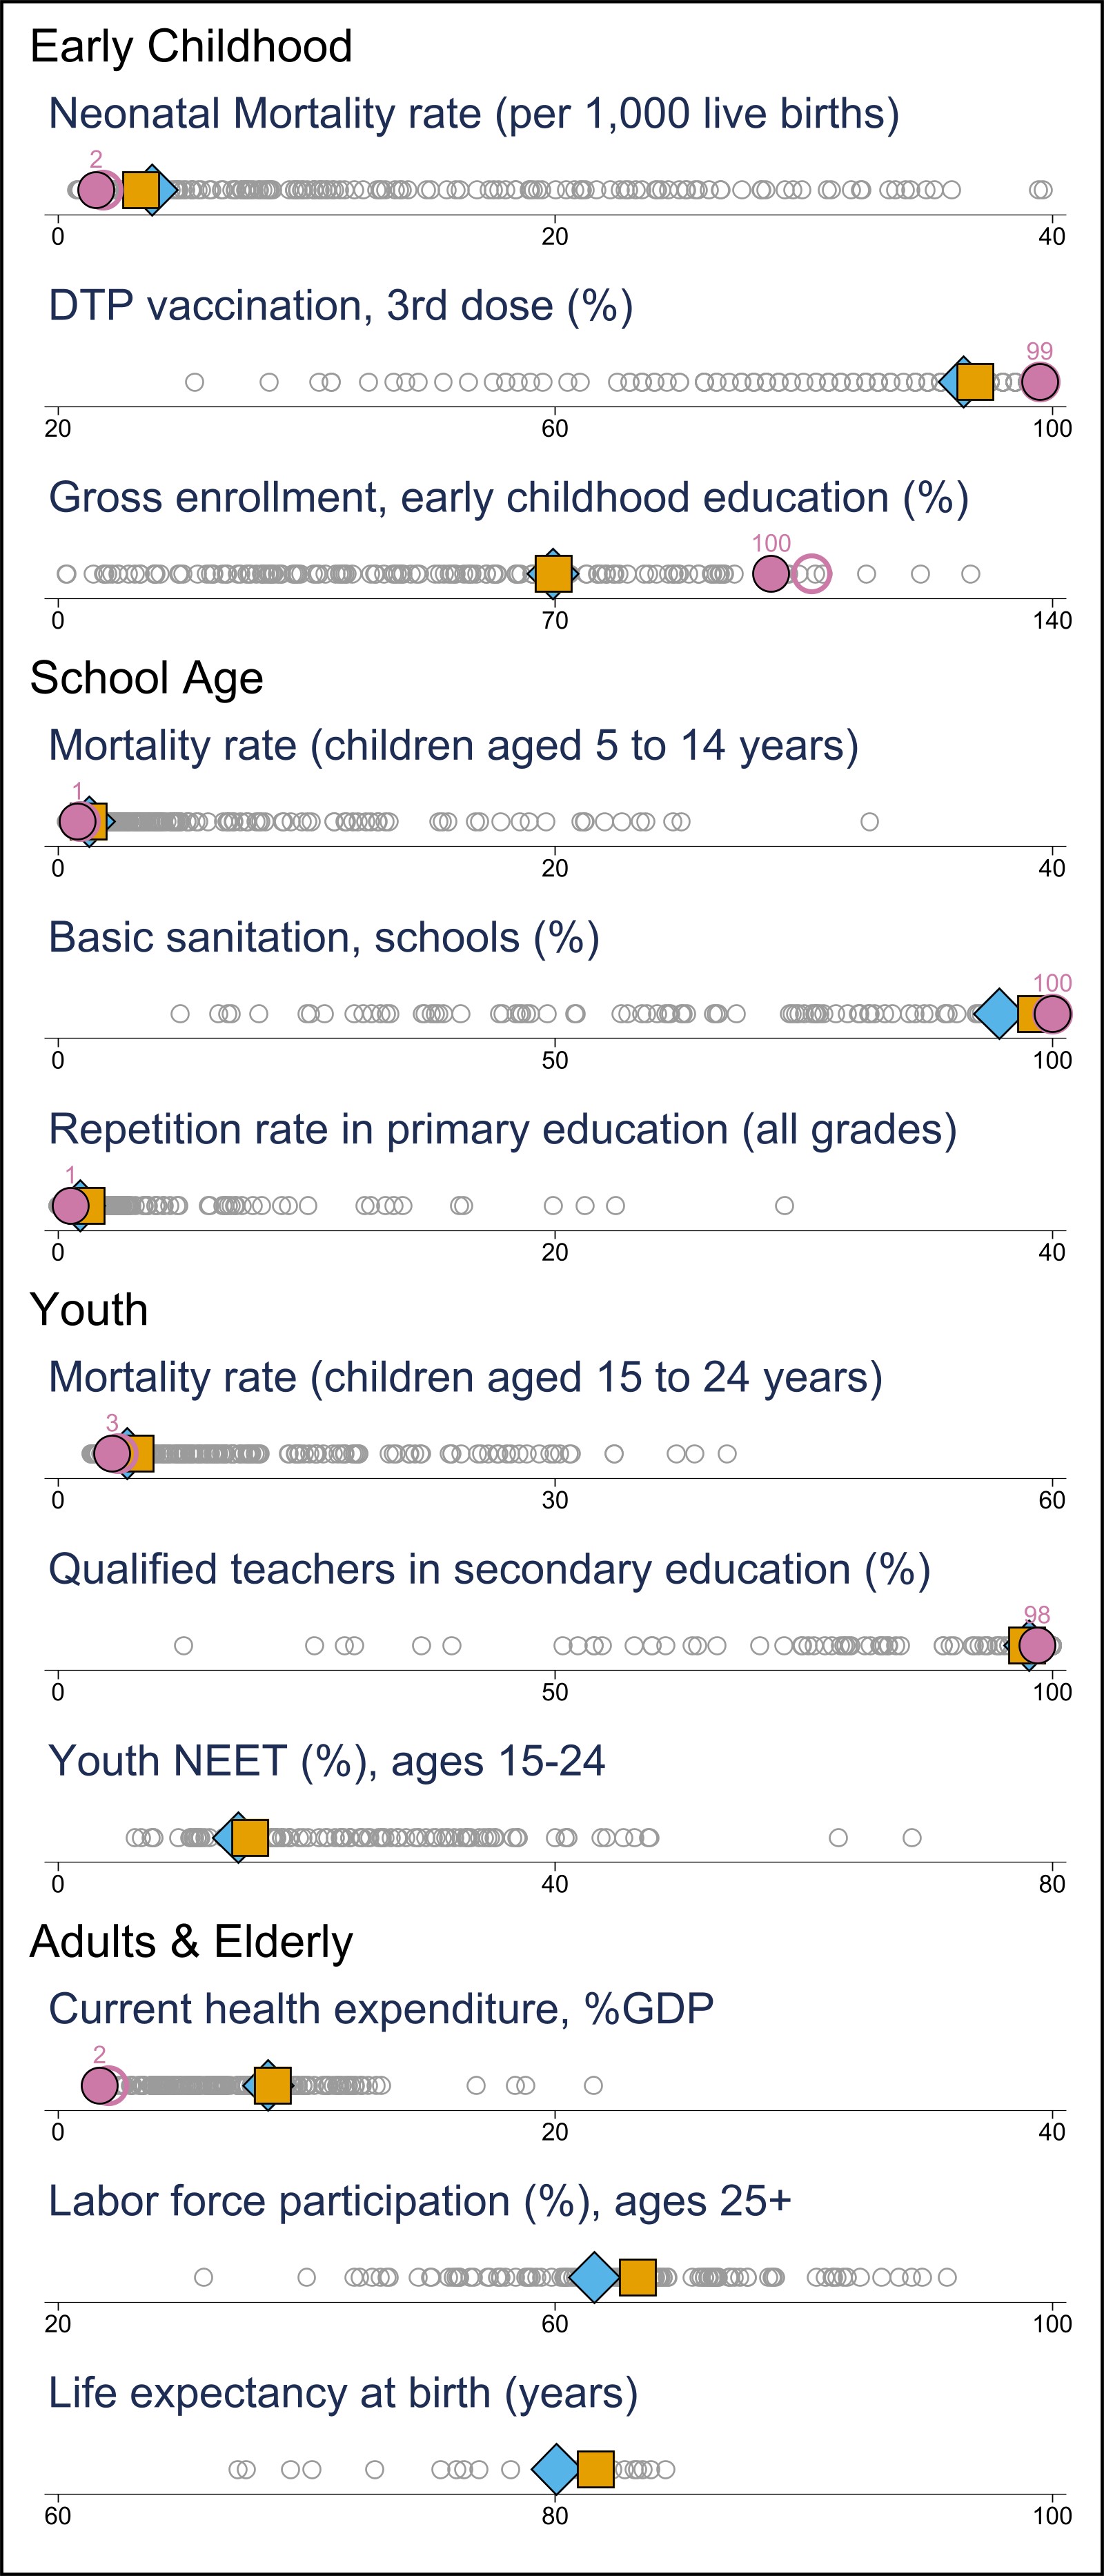 Early Childhood
Neonatal Mortality rate (per 1,000 live births)
2
0 20 40
DTP vaccination, 3rd dose (%)
99
20 60 100
Gross enrollment, early childhood education (%)
100
0 70 140
School Age
Mortality rate (children aged 5 to 14 years)
1
0 20 40
Basic sanitation, schools (%)
100
0 50 100
Repetition rate in primary education (all grades)
1
0 20 40
Youth
Mortality rate (children aged 15 to 24 years)
3
0 30 60
Qualified teachers in secondary education (%)
98
0 50 100
Youth NEET (%), ages 15-24
0 40 80
Adults & Elderly
Current health expenditure, %GDP
2
0 20 40
Labor force participation (%), ages 25+
20 60 100
Life expectancy at birth (years)
60 80 100